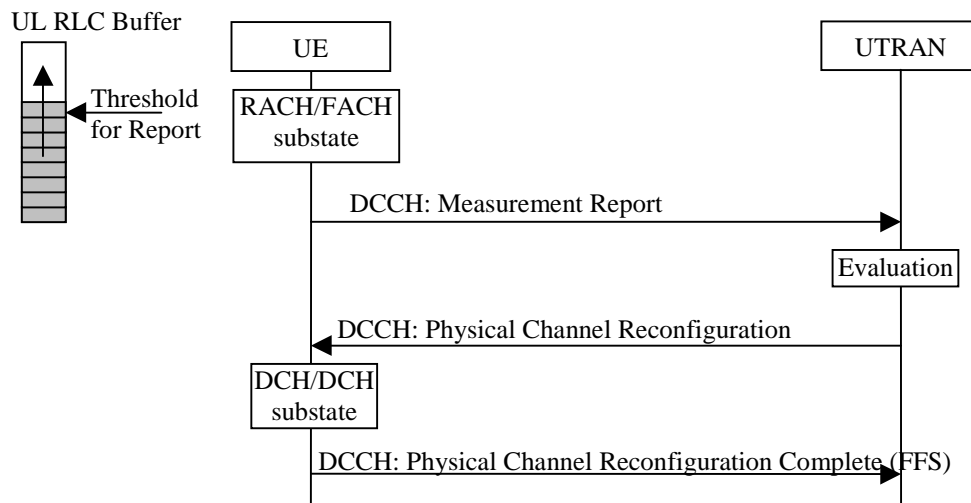 UL RLC Buffer
UE
UTRAN
Threshold
for Report
RACH/FACH
substate
DCCH: Measurement Report
Evaluation
DCCH: Physical Channel Reconfiguration
DCH/DCH
substate
DCCH: Physical Channel Reconfiguration Complete (FFS)